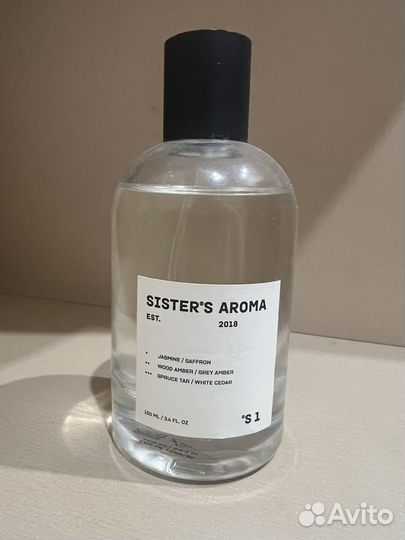 SISTER°S AROMA
EST. 2018
• JASMINE / SAFFRON
•• WOOD AMBER / GREY AMBER
••• SPRUCE TAR / WHITE CEDAR
100 ML / 3.4 FL. OZ
°S 1
Avito